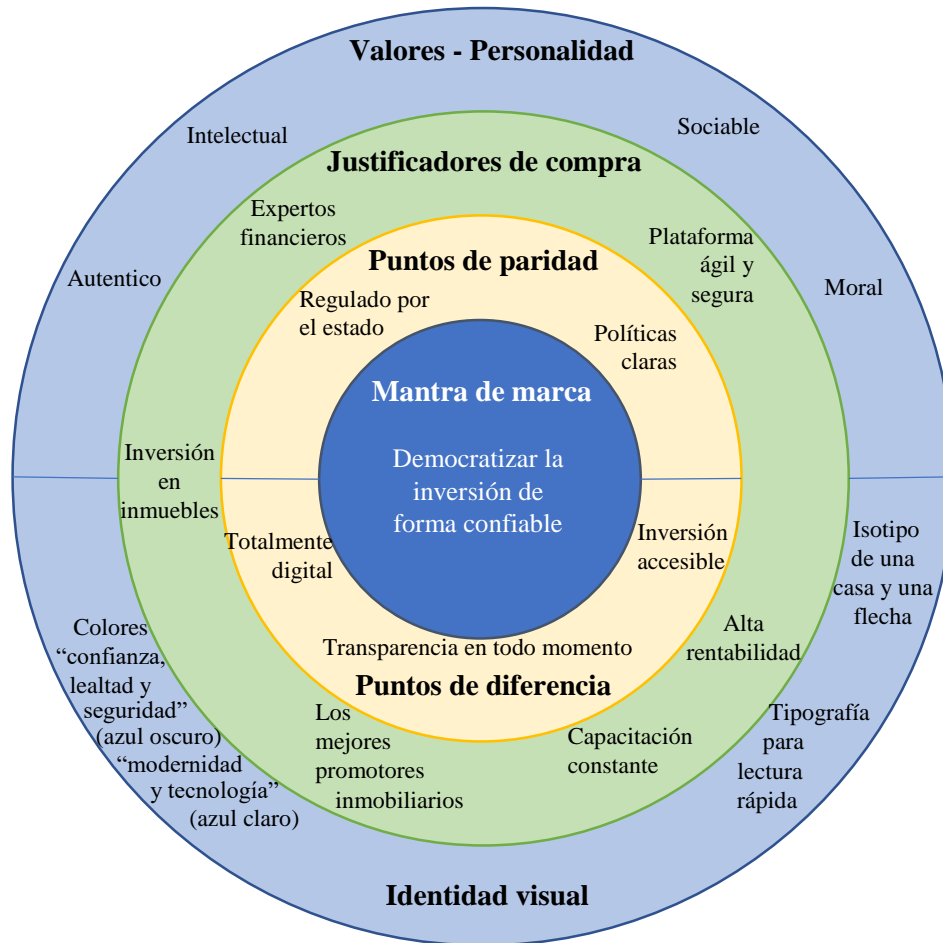 Valores - Personalidad
Intelectual
Sociable
Autentico
Moral
Justificadores de compra
Expertos
financieros
Plataforma
ágil y
segura
Puntos de paridad
Regulado por
el estado
Políticas
claras
Mantra de marca
Democratizar la
inversión de
forma confiable
Inversión
en
inmuebles
Totalmente
digital
Inversión
accesible
Transparencia en todo momento
Puntos de diferencia
Alta
rentabilidad
Los
mejores
promotores
inmobiliarios
Capacitación
constante
Isotipo
de una
casa y una
flecha
Colores
“confianza,
lealtad y
seguridad”
(azul oscuro)
“modernidad
y tecnología”
(azul claro)
Tipografía
para
lectura
rápida
Identidad visual